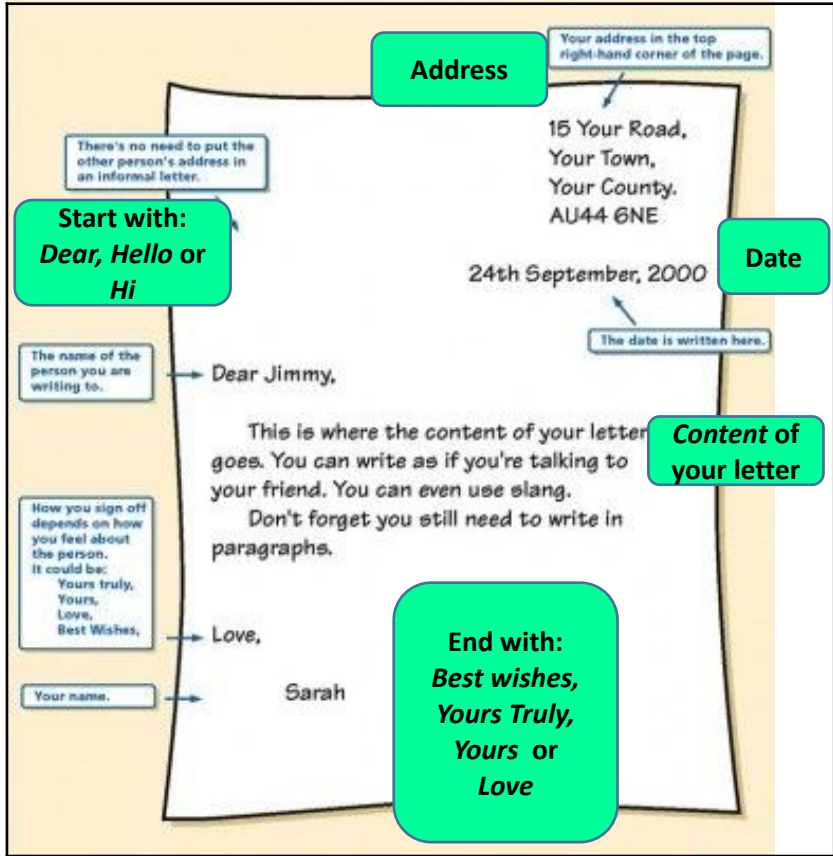 Your address in the top
right-hand corner of the page.
Address
15 Your Road,
Your Town,
Your County.
AU44 6NE
There's no need to put the
other person's address in
an informal letter.
Start with:
Dear, Hello or
Hi
Date
24th September, 2000
The date is written here.
The name of the
person you are
writing to.
Dear Jimmy,
This is where the content of your letter
goes. You can write as if you're talking to
your friend. You can even use slang.
Don't forget you still need to write in
paragraphs.
Content of
your letter
How you sign off
depends on how
you feel about
the person.
It could be:
Yours truly,
Yours,
Love,
Best Wishes,
Love,
Your name.
Sarah
End with:
Best wishes,
Yours Truly,
Yours or
Love